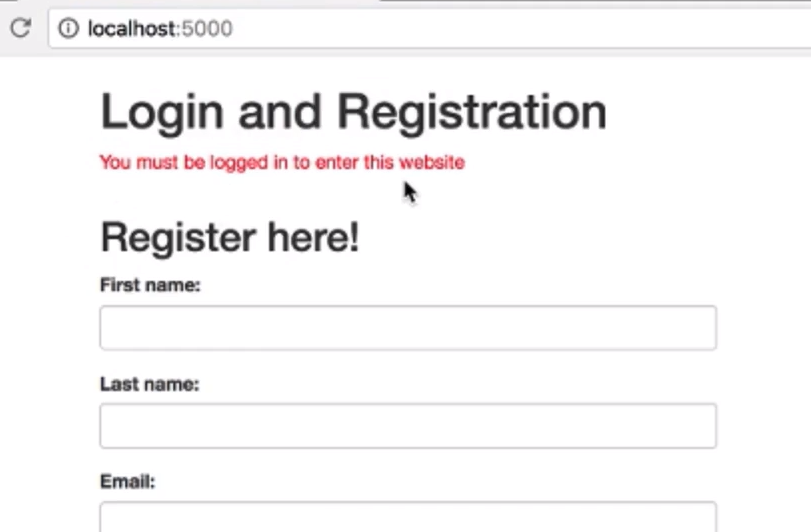 localhost:5000
Login and Registration
You must be logged in to enter this website
Register here!
First name:
Last name:
Email: